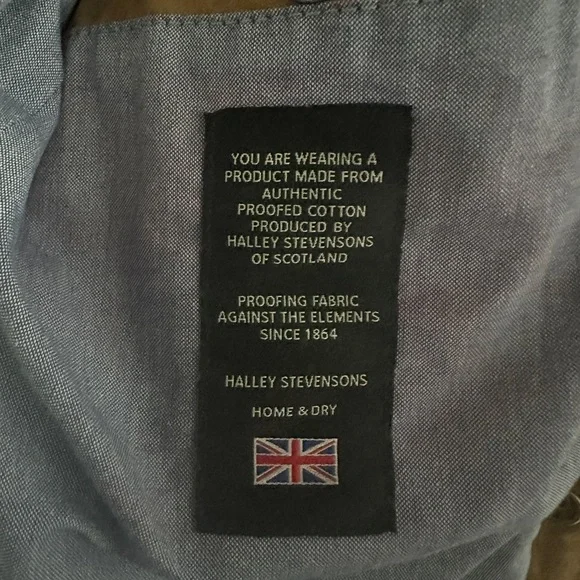 YOU ARE WEARING A
PRODUCT MADE FROM
AUTHENTIC
PROOFED COTTON
PRODUCED BY
HALLEY STEVENSONS
OF SCOTLAND
PROOFING FABRIC
AGAINST THE ELEMENTS
SINCE 1864
HALLEY STEVENSONS
HOME & DRY